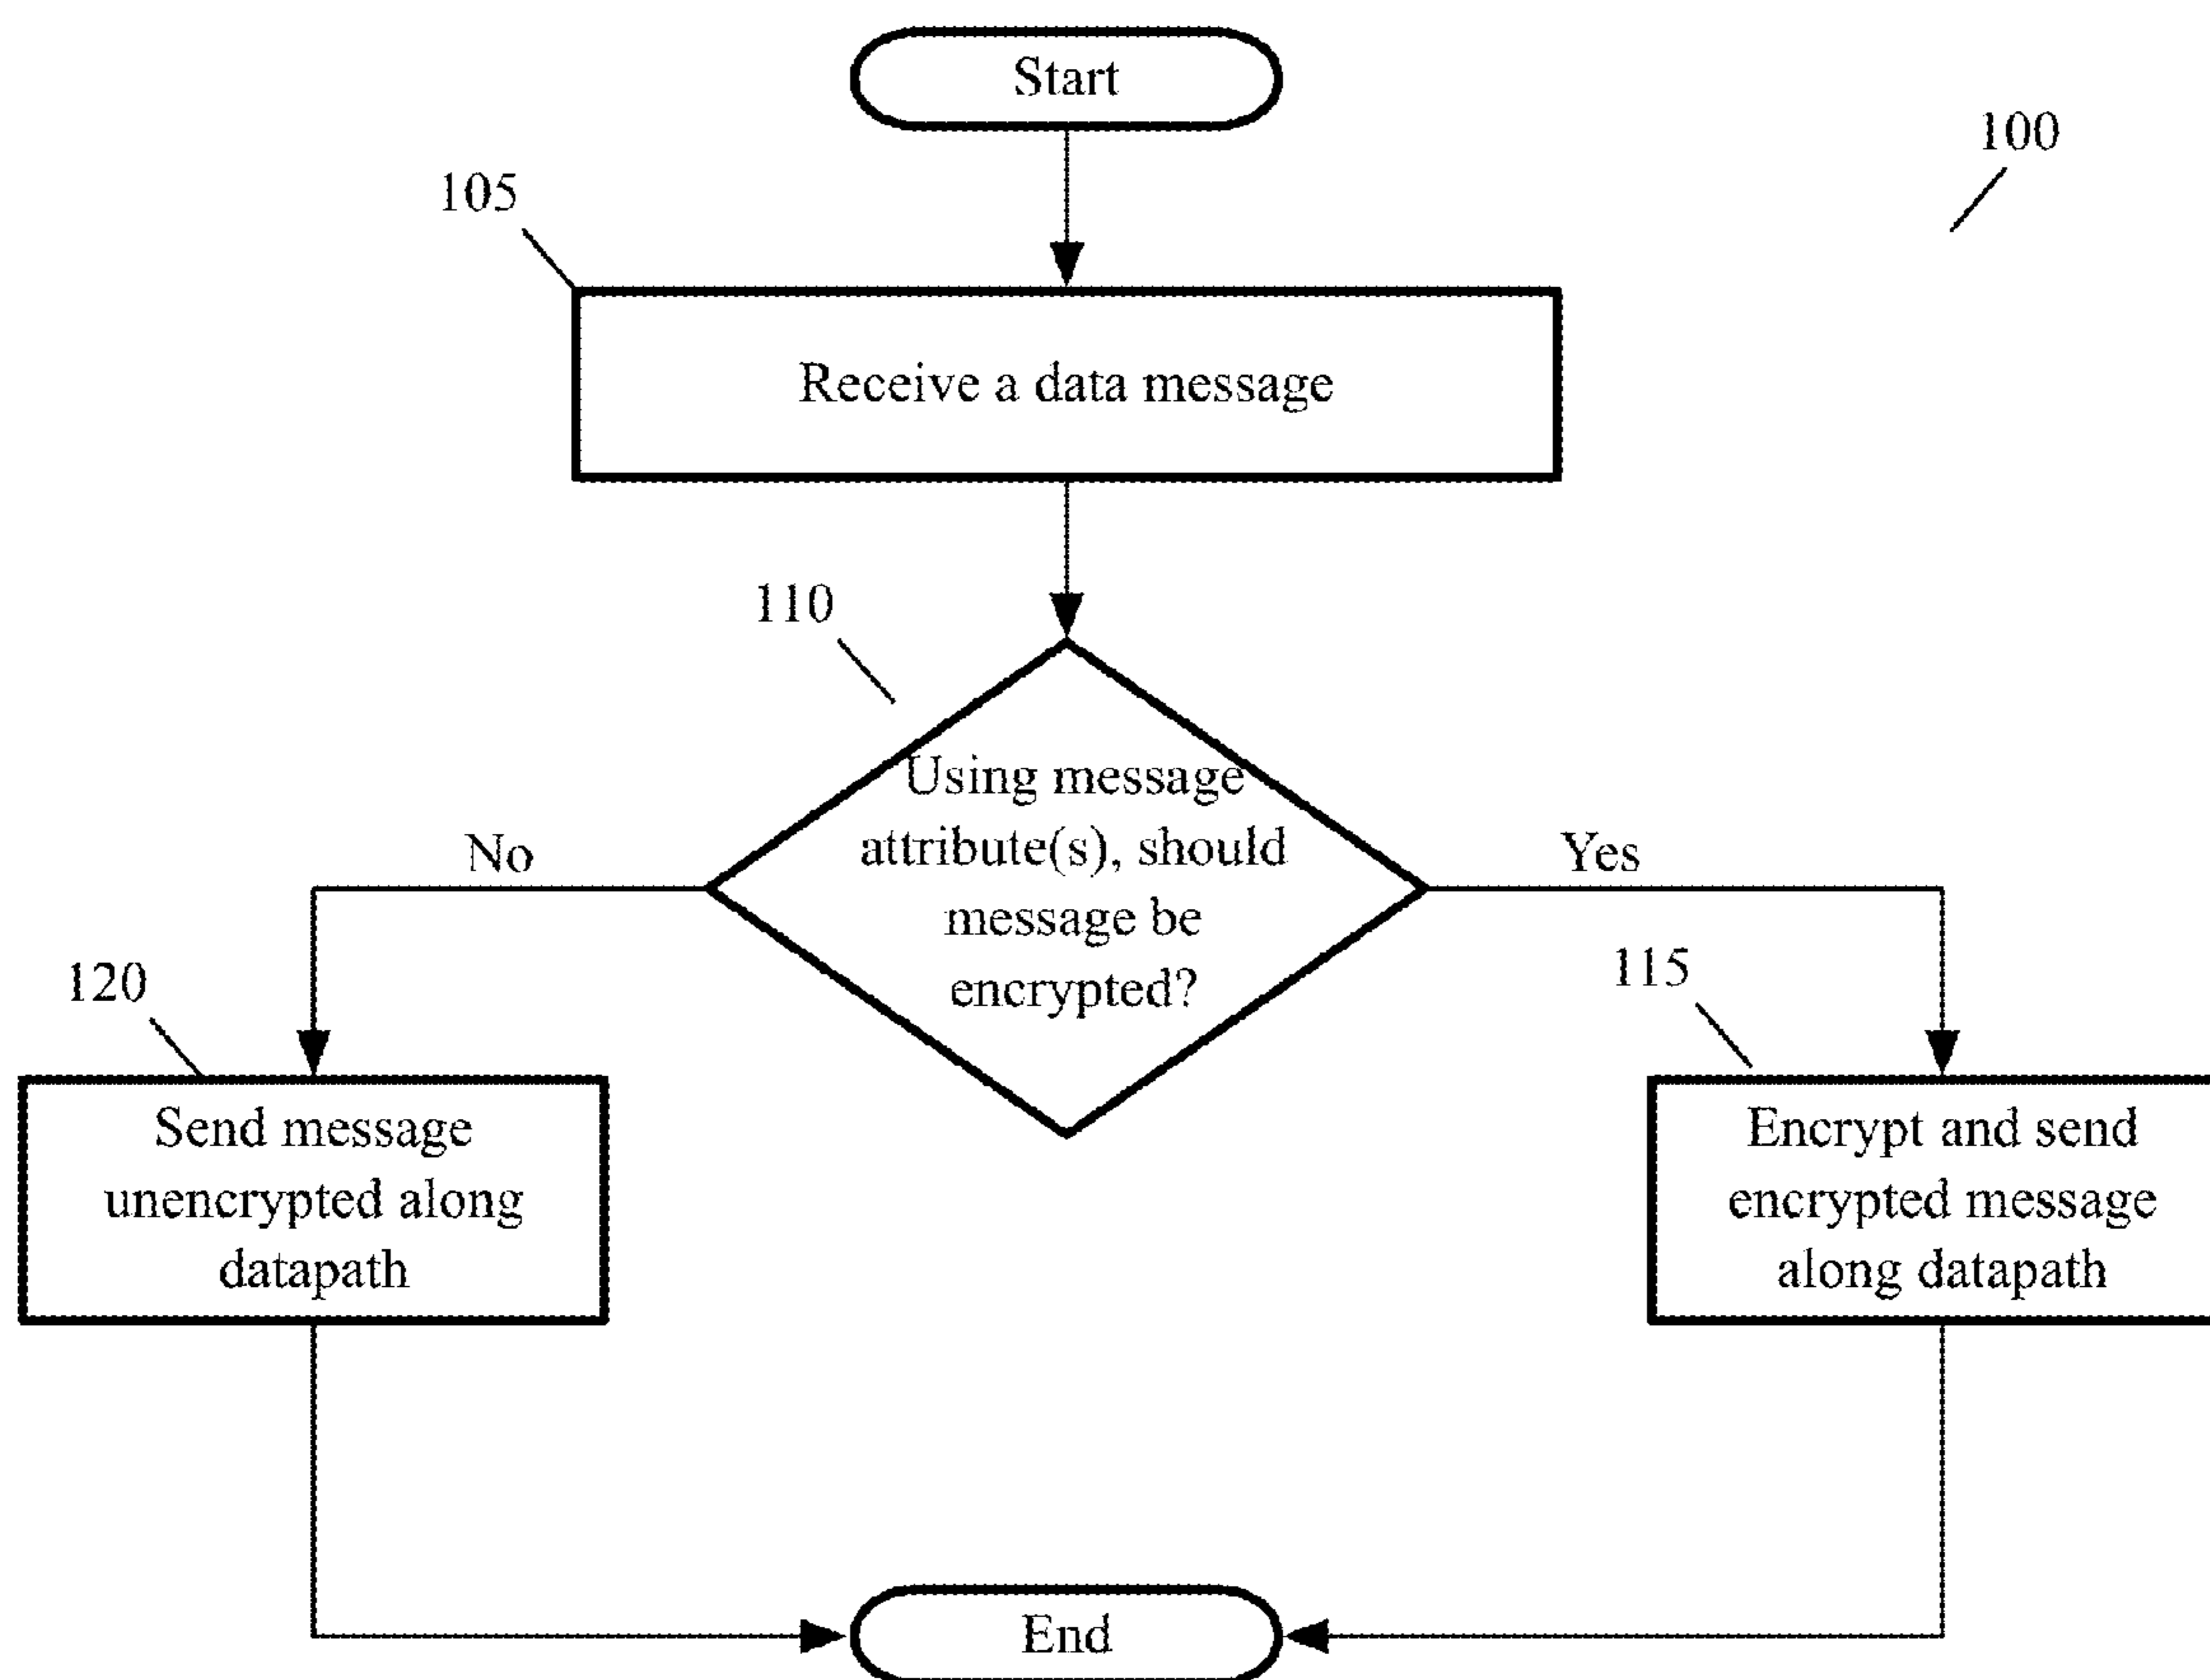 Start
100
105
Receive a data message
110
Using message
attribute(s), should
message be
encrypted?
No
Yes
120
115
Send message
unencrypted along
datapath
Encrypt and send
encrypted message
along datapath
End